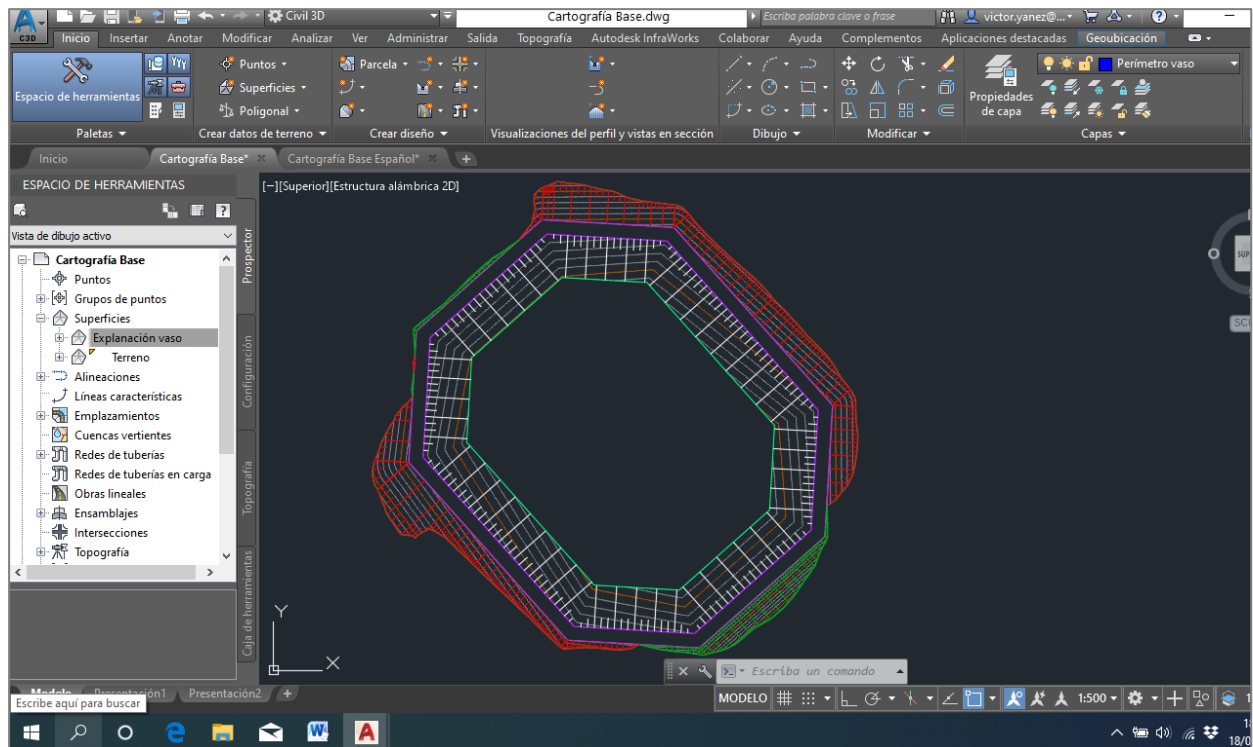 Civil 3D
Cartografía Base.dwg
Escriba palabra clave o frase
victor.yanez@...
C3D
Inicio Insertar Anotar Modificar Analizar Ver Administrar Salida Topografía Autodesk InfraWorks Colaborar Ayuda Complementos Aplicaciones destacadas Geoubicación
Espacio de herramientas
Puntos
Superficies
Poligonal
Parcela
Propiedades de capa
Perímetro vaso
Paletas
Crear datos de terreno
Crear diseño
Visualizaciones del perfil y vistas en sección
Dibujo
Modificar
Capas
Inicio
Cartografía Base*
Cartografía Base Español*
ESPACIO DE HERRAMIENTAS
Vista de dibujo activo
Cartografía Base
Puntos
Grupos de puntos
Superficies
Explanación vaso
Terreno
Alineaciones
Líneas características
Emplazamientos
Cuencas vertientes
Redes de tuberías
Redes de tuberías en carga
Obras lineales
Ensamblajes
Intersecciones
Topografía
Prospector
Configuración
Topografía
Caja de herramientas
[−][Superior][Estructura alámbrica 2D]
SUP
SCU
Y
X
Escriba un comando
Modelo Presentación1 Presentación2
Escribe aquí para buscar
MODELO
1:500
18/0